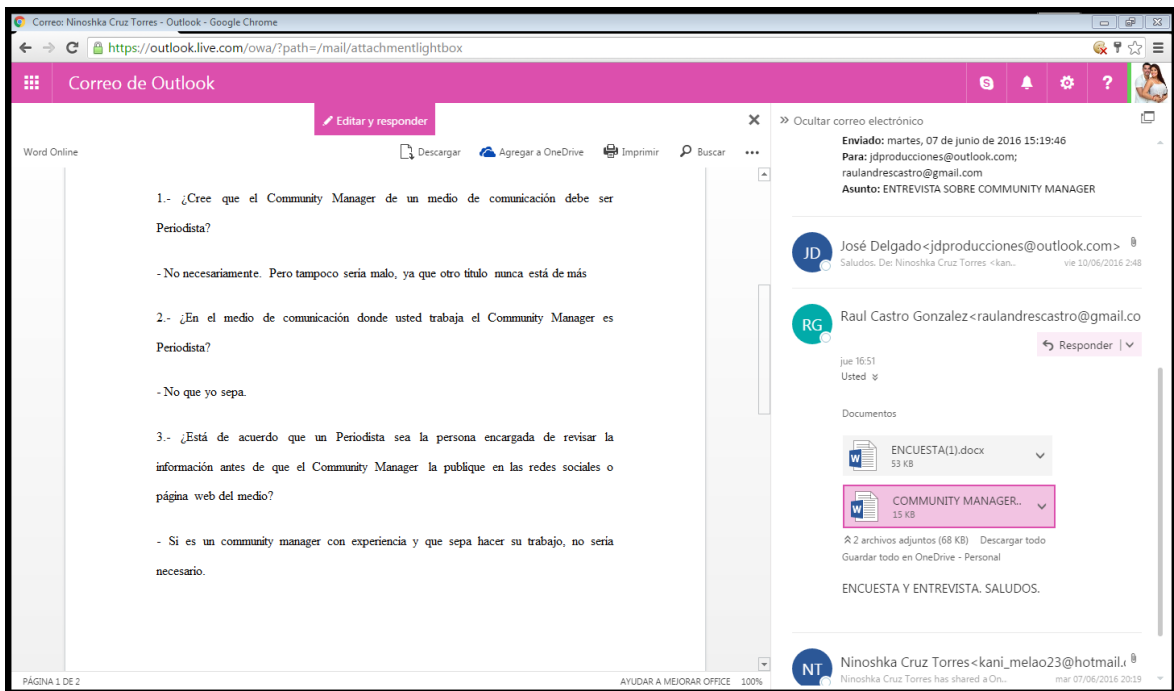 Correo: Ninoshka Cruz Torres - Outlook - Google Chrome
https://outlook.live.com/owa/?path=/mail/attachmentlightbox
Correo de Outlook
S
?
Editar y responder
Word Online
Descargar
Agregar a OneDrive
Imprimir
Buscar
1.- ¿Cree que el Community Manager de un medio de comunicación debe ser
Periodista?
- No necesariamente. Pero tampoco seria malo, ya que otro titulo nunca está de más
2.- ¿En el medio de comunicación donde usted trabaja el Community Manager es
Periodista?
- No que yo sepa.
3.- ¿Está de acuerdo que un Periodista sea la persona encargada de revisar la
información antes de que el Community Manager la publique en las redes sociales o
página web del medio?
- Si es un community manager con experiencia y que sepa hacer su trabajo, no seria
necesario.
PÁGINA 1 DE 2
AYUDAR A MEJORAR OFFICE
100%
Ocultar correo electrónico
Enviado: martes, 07 de junio de 2016 15:19:46
Para: jdproducciones@outlook.com;
raulandrescastro@gmail.com
Asunto: ENTREVISTA SOBRE COMMUNITY MANAGER
JD
José Delgado<jdproducciones@outlook.com>
Saludos. De: Ninoshka Cruz Torres <kan...
vie 10/06/2016 2:48
RG
Raul Castro Gonzalez<raulandrescastro@gmail.co
Responder
jue 16:51
Usted
Documentos
ENCUESTA(1).docx
53 KB
COMMUNITY MANAGER..
15 KB
2 archivos adjuntos (68 KB) Descargar todo
Guardar todo en OneDrive - Personal
ENCUESTA Y ENTREVISTA. SALUDOS.
NT
Ninoshka Cruz Torres<kani_melao23@hotmail.c
Ninoshka Cruz Torres has shared a On...
mar 07/06/2016 20:19